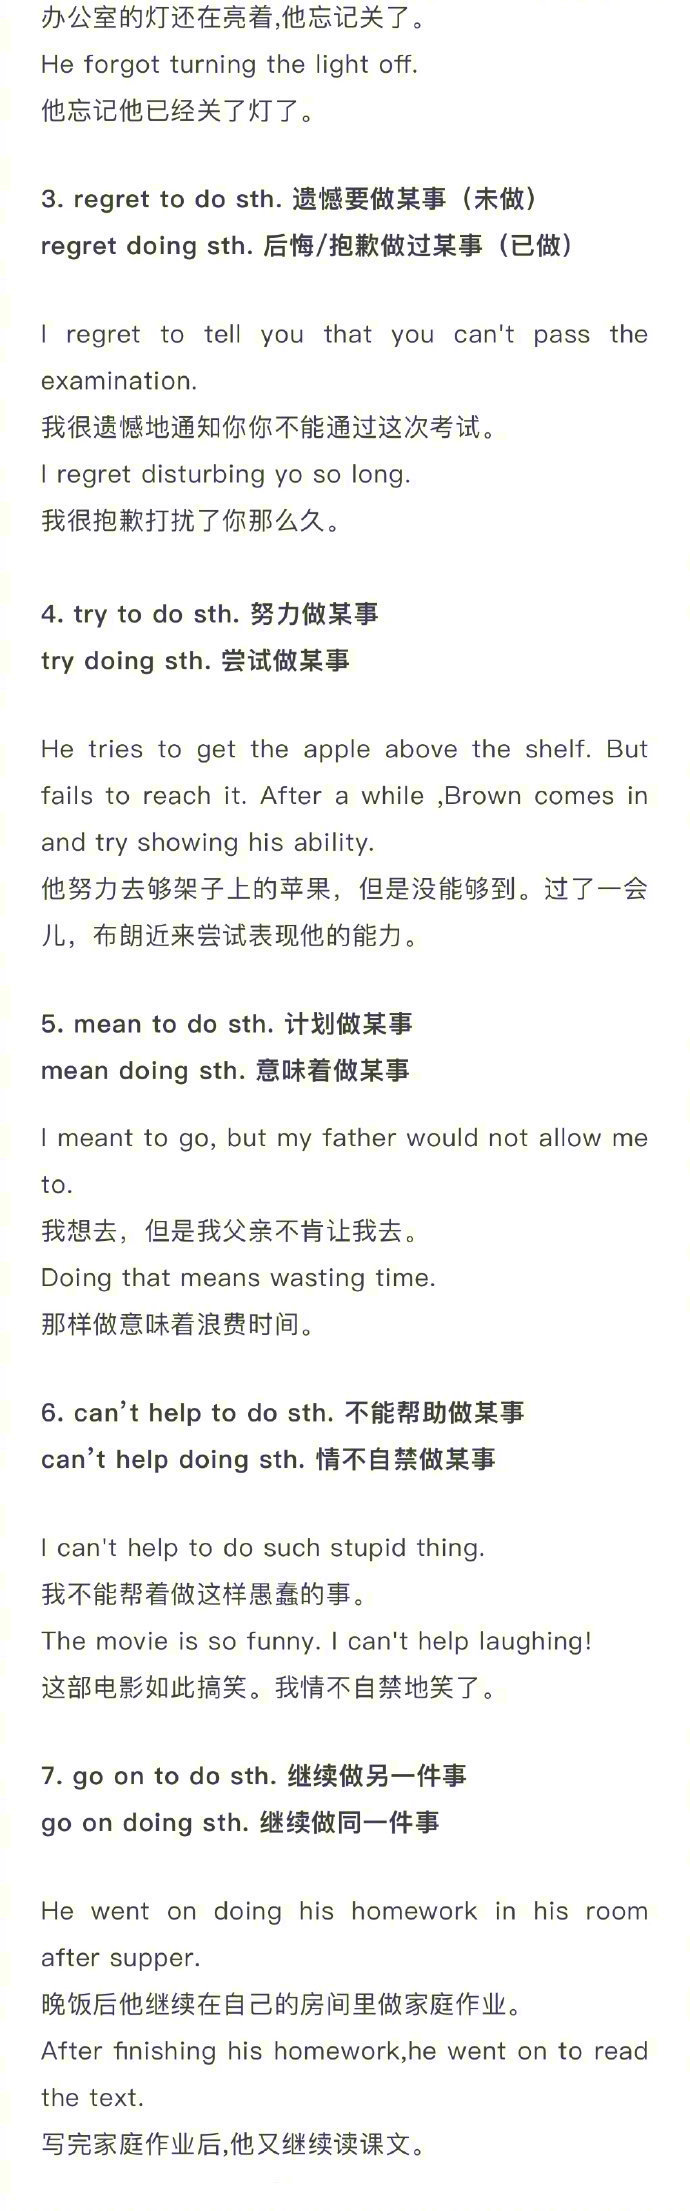 办公室的灯还在亮着,他忘记关了。
He forgot turning the light off.
他忘记他已经关了灯了。
3. regret to do sth. 遗憾要做某事（未做）
regret doing sth. 后悔/抱歉做过某事（已做）
I regret to tell you that you can't pass the
examination.
我很遗憾地通知你你不能通过这次考试。
I regret disturbing yo so long.
我很抱歉打扰了你那么久。
4. try to do sth. 努力做某事
try doing sth. 尝试做某事
He tries to get the apple above the shelf. But
fails to reach it. After a while ,Brown comes in
and try showing his ability.
他努力去够架子上的苹果，但是没能够到。过了一会
儿，布朗近来尝试表现他的能力。
5. mean to do sth. 计划做某事
mean doing sth. 意味着做某事
I meant to go, but my father would not allow me
to.
我想去，但是我父亲不肯让我去。
Doing that means wasting time.
那样做意味着浪费时间。
6. can’t help to do sth. 不能帮助做某事
can’t help doing sth. 情不自禁做某事
I can't help to do such stupid thing.
我不能帮着做这样愚蠢的事。
The movie is so funny. I can't help laughing!
这部电影如此搞笑。我情不自禁地笑了。
7. go on to do sth. 继续做另一件事
go on doing sth. 继续做同一件事
He went on doing his homework in his room
after supper.
晚饭后他继续在自己的房间里做家庭作业。
After finishing his homework,he went on to read
the text.
写完家庭作业后,他又继续读课文。